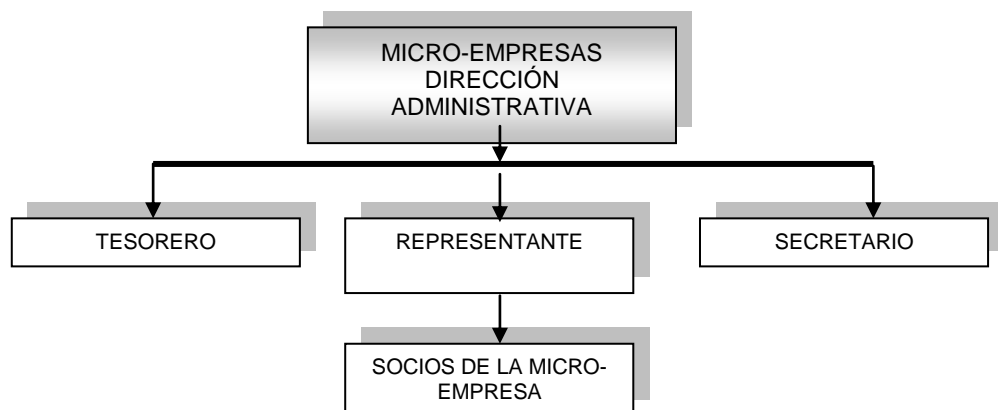 MICRO-EMPRESAS
DIRECCIÓN
ADMINISTRATIVA
TESORERO
REPRESENTANTE
SECRETARIO
SOCIOS DE LA MICRO-
EMPRESA